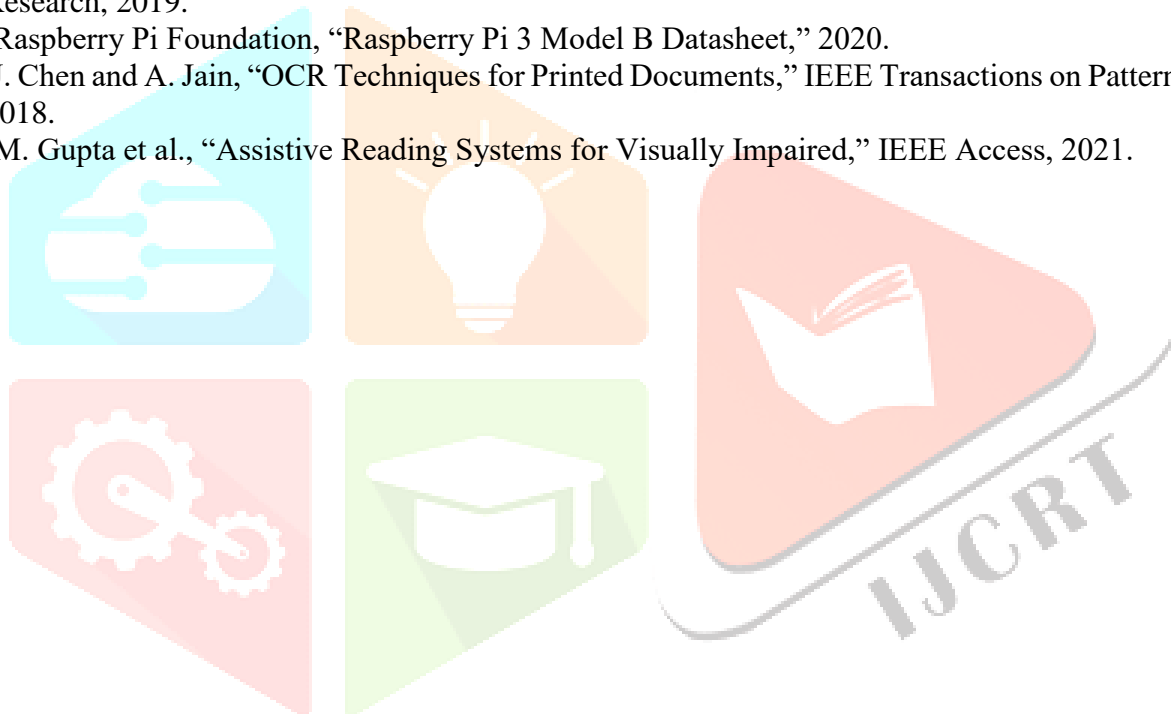 Research, 2019.
Raspberry Pi Foundation, “Raspberry Pi 3 Model B Datasheet,” 2020.
J. Chen and A. Jain, “OCR Techniques for Printed Documents,” IEEE Transactions on Pattern
2018.
M. Gupta et al., “Assistive Reading Systems for Visually Impaired,” IEEE Access, 2021.
IJCRT